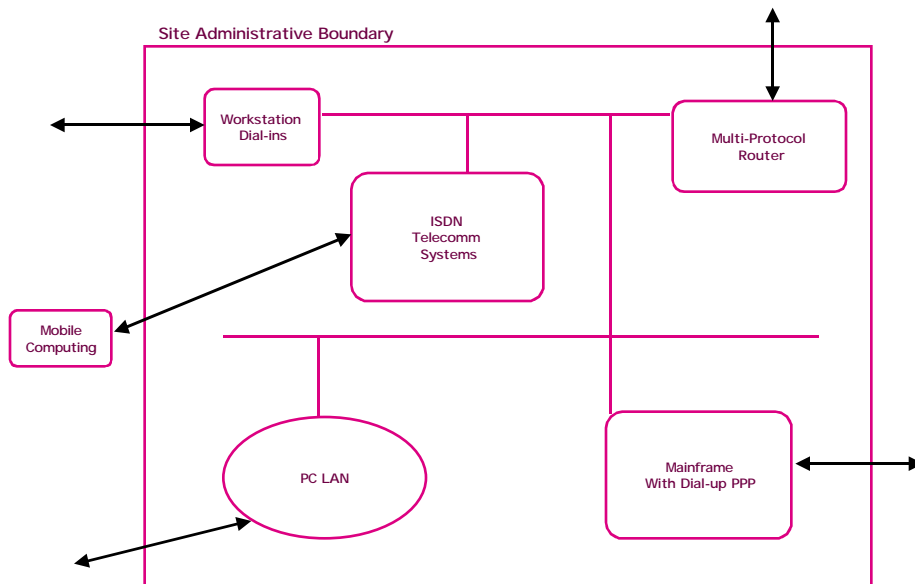 Site Administrative Boundary
Workstation
Dial-ins
Multi-Protocol
Router
ISDN
Telecomm
Systems
Mobile
Computing
PC LAN
Mainframe
With Dial-up PPP